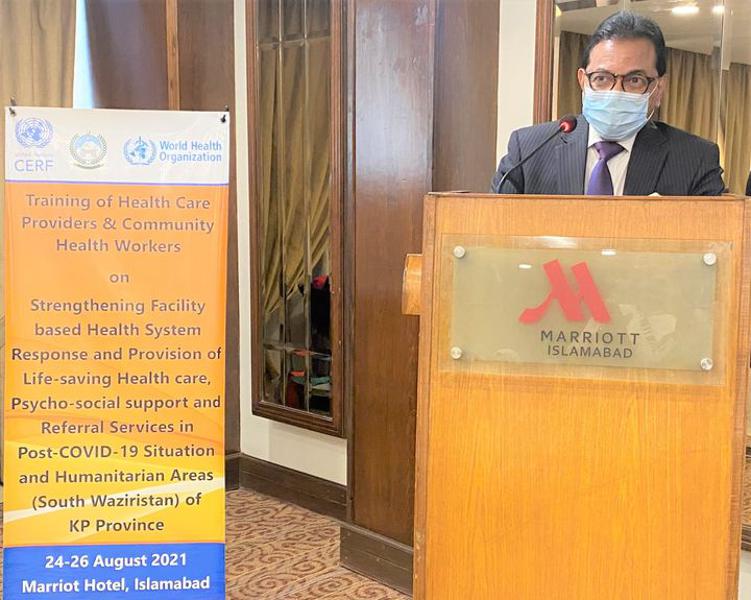 CERF
World Health
Organization
Training of Health Care
Providers & Community
Health Workers
on
Strengthening Facility
based Health System
Response and Provision of
Life-saving Health care,
Psycho-social support and
Referral Services in
Post-COVID-19 Situation
and Humanitarian Areas
(South Waziristan) of
KP Province
24-26 August 2021
Marriot Hotel, Islamabad
MARRIOTT
ISLAMABAD